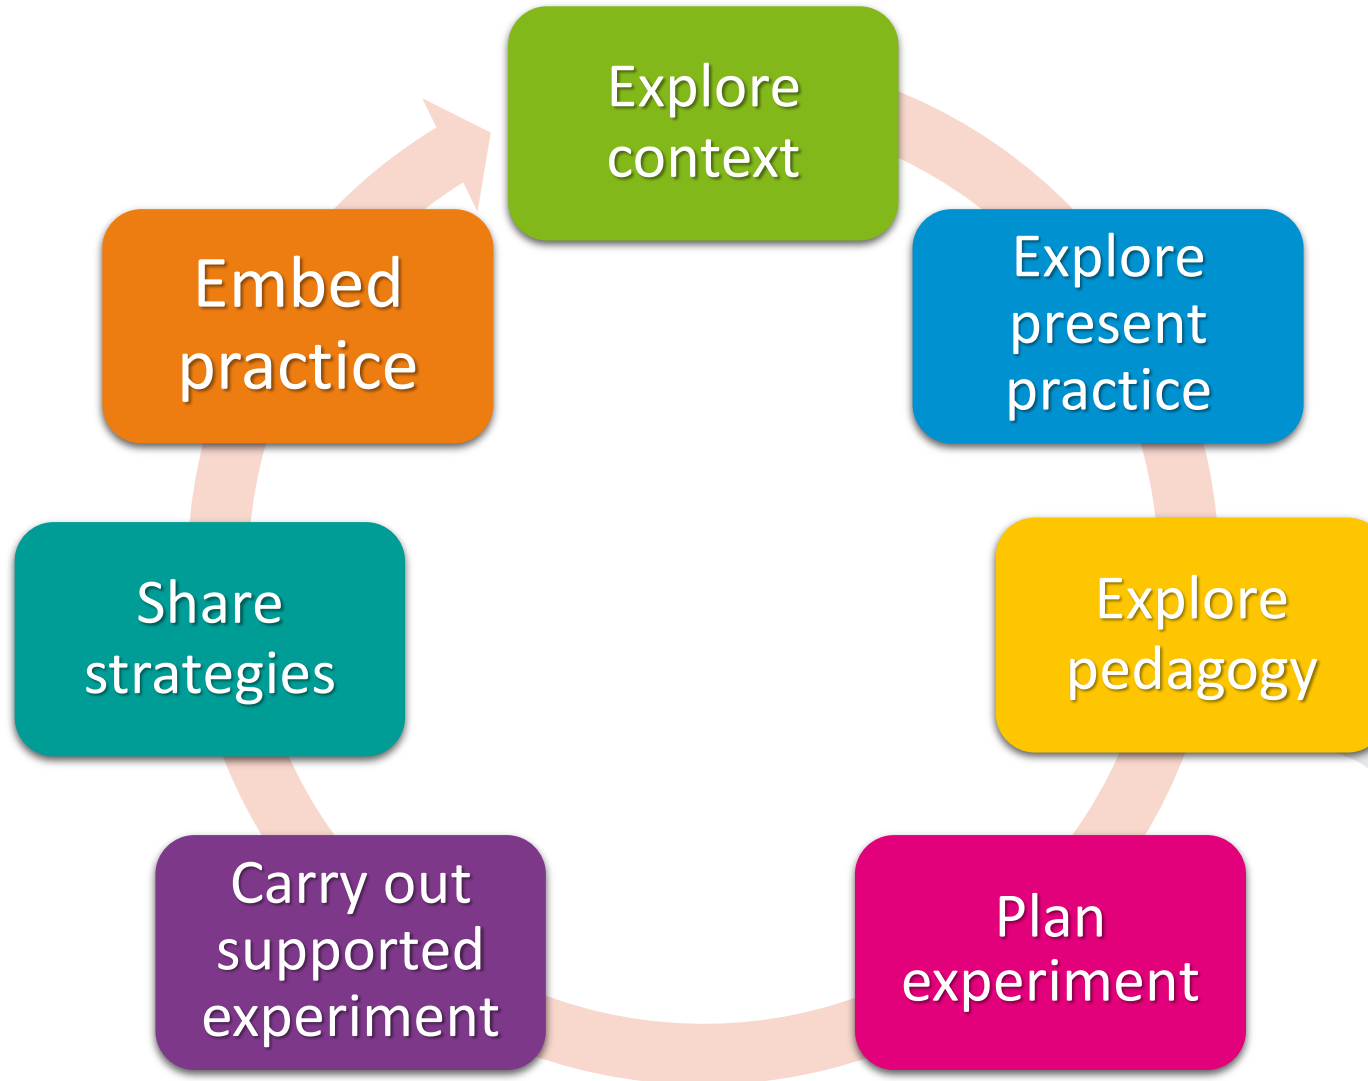 Explore
context
Explore
present
practice
Explore
pedagogy
Plan
experiment
Carry out
supported
experiment
Share
strategies
Embed
practice